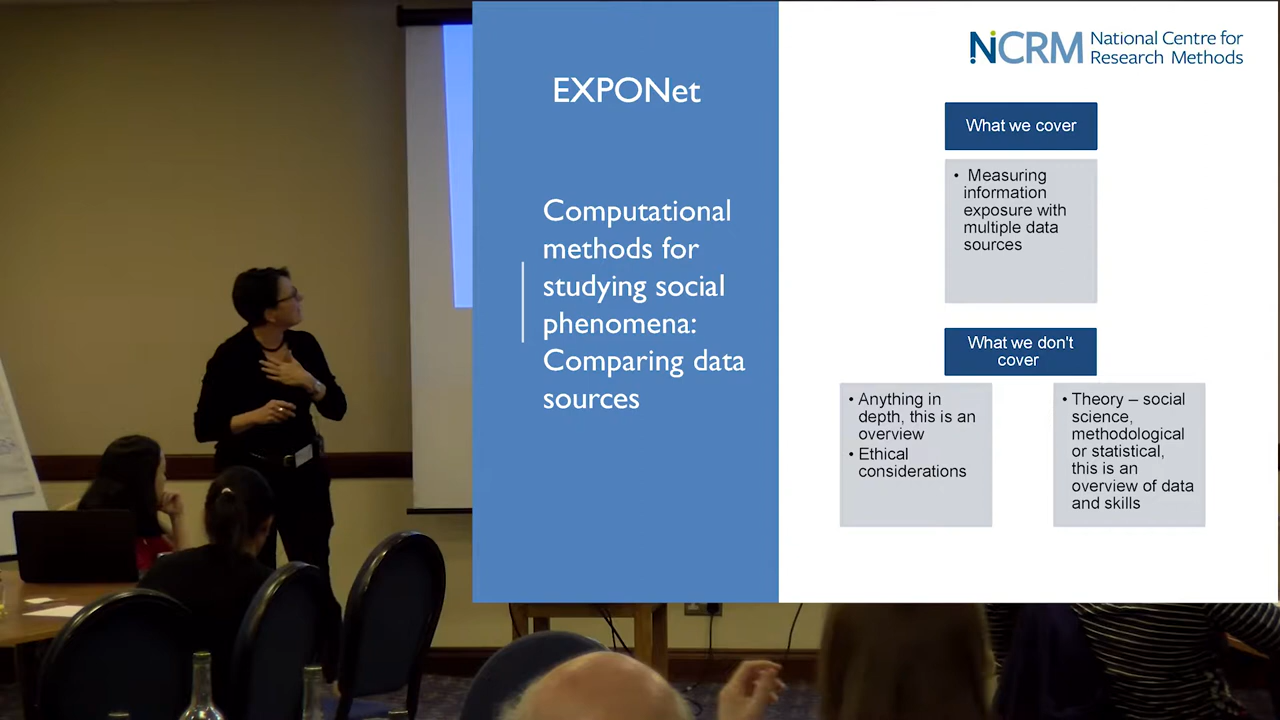 EXPONet
Computational
methods for
studying social
phenomena:
Comparing data
sources
NCRM National Centre for
Research Methods
What we cover
• Measuring
information
exposure with
multiple data
sources
What we don't
cover
• Anything in
depth, this is an
overview
• Ethical
considerations
• Theory – social
science,
methodological
or statistical,
this is an
overview of data
and skills